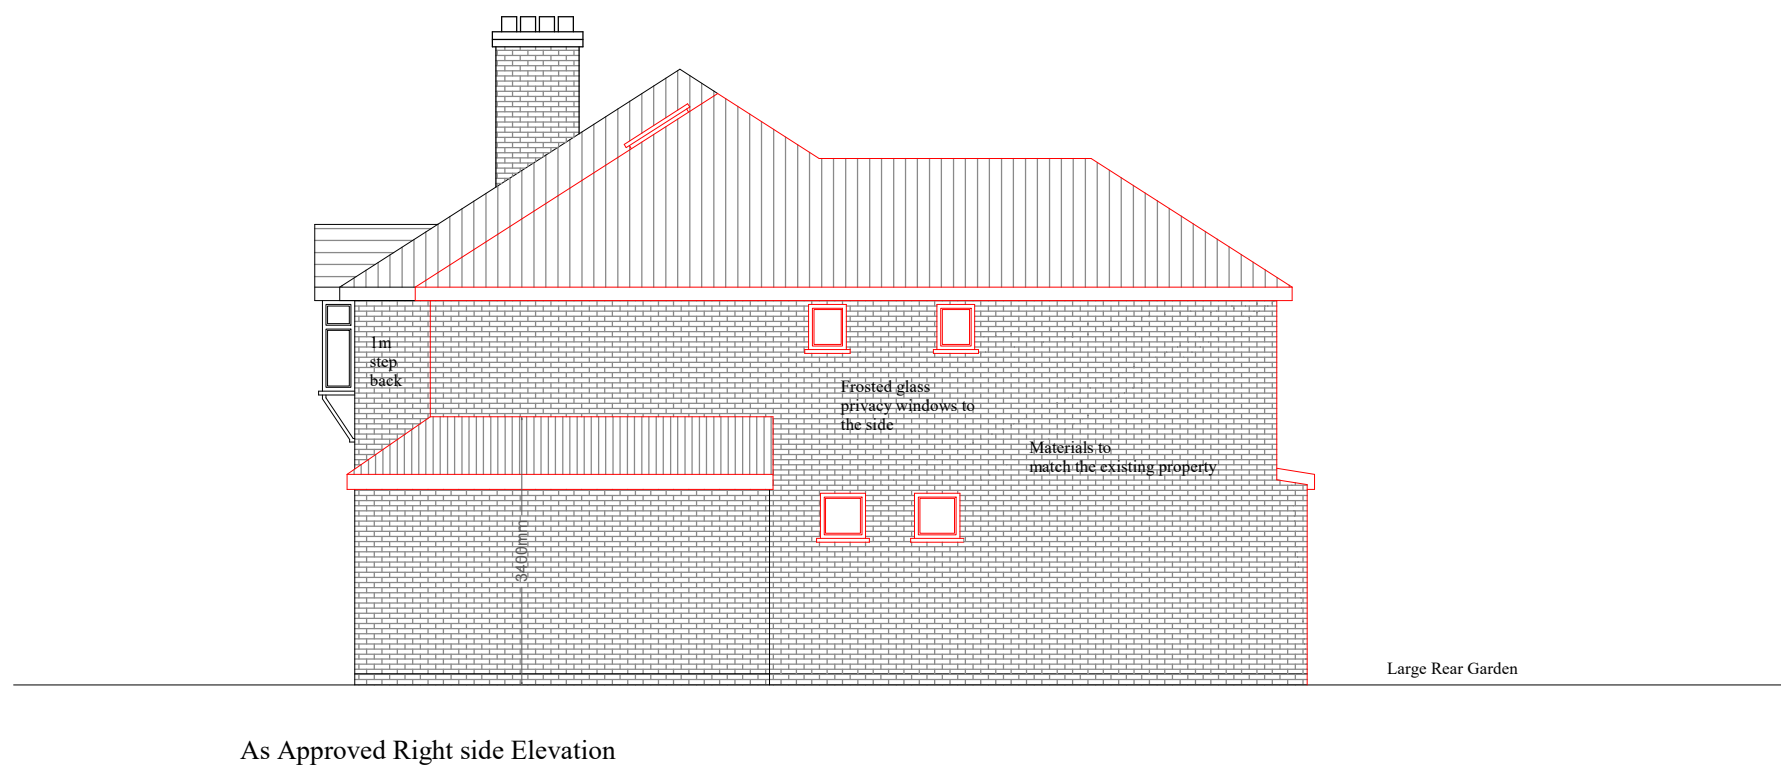 1m
step
back
Frosted glass
privacy windows to
the side
Materials to
match the existing property
3400mm
Large Rear Garden
As Approved Right side Elevation